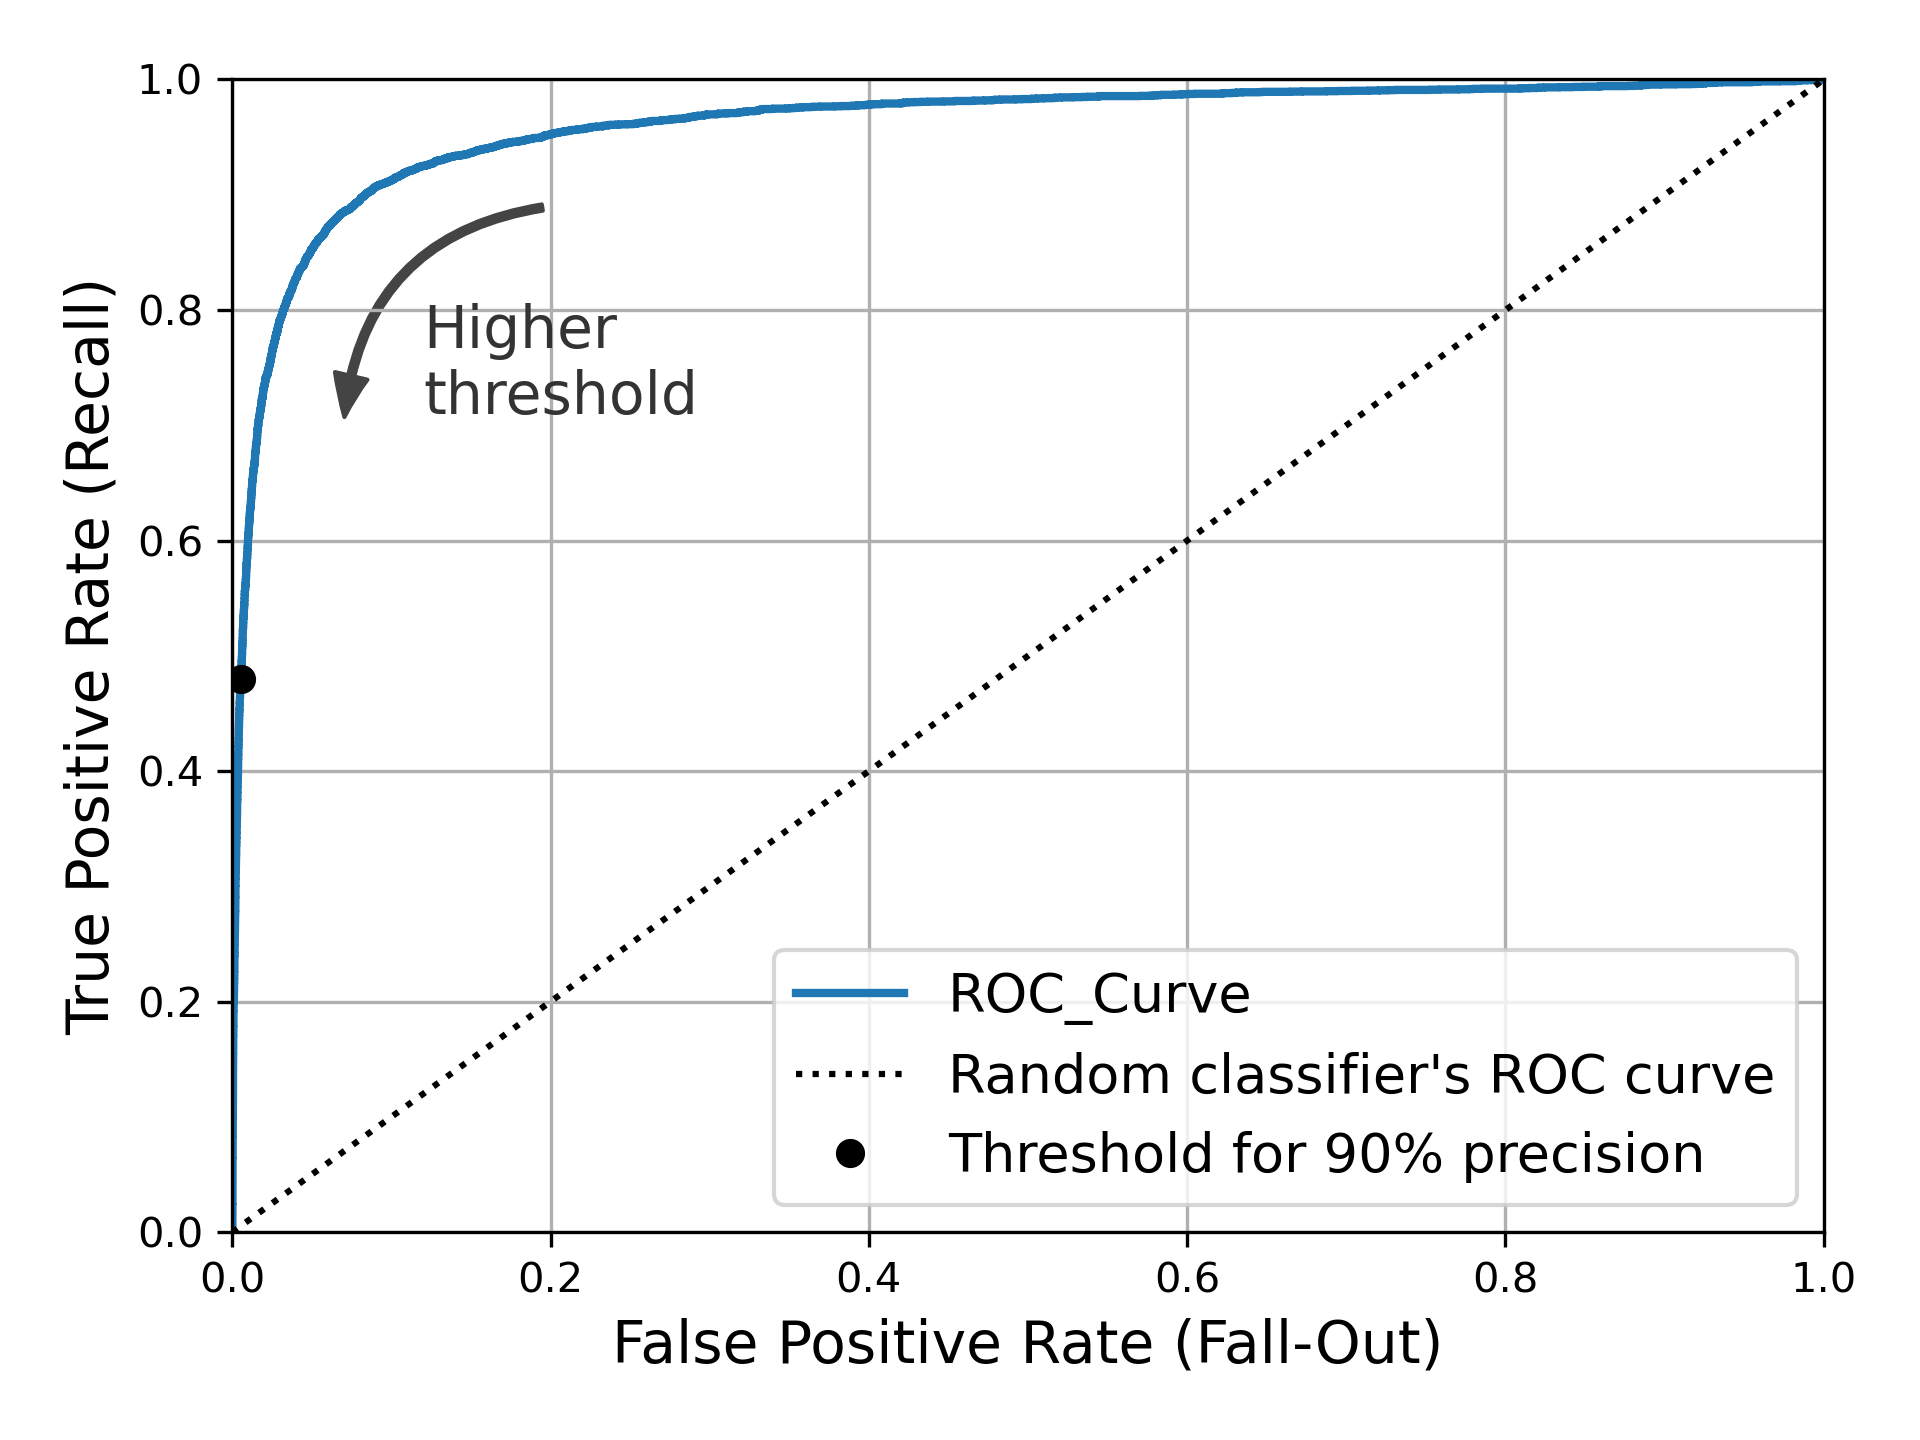 1.0
0.8
0.6
0.4
0.2
0.0
True Positive Rate (Recall)
Higher
threshold
ROC_Curve
Random classifier's ROC curve
Threshold for 90% precision
0.0 0.2 0.4 0.6 0.8 1.0
False Positive Rate (Fall-Out)